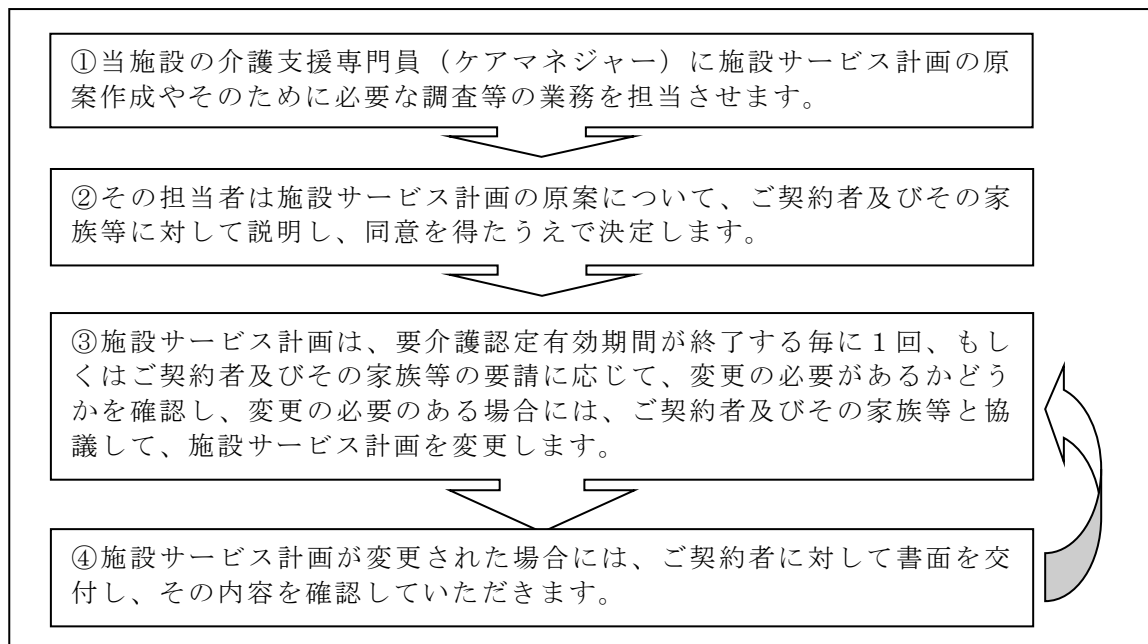 ①当施設の介護支援専門員（ケアマネジャー）に施設サービス計画の原
案作成やそのために必要な調査等の業務を担当させます。
②その担当者は施設サービス計画の原案について、ご契約者及びその家
族等に対して説明し、同意を得たうえで決定します。
③施設サービス計画は、要介護認定有効期間が終了する毎に１回、もし
くはご契約者及びその家族等の要請に応じて、変更の必要があるかどう
かを確認し、変更の必要のある場合には、ご契約者及びその家族等と協
議して、施設サービス計画を変更します。
④施設サービス計画が変更された場合には、ご契約者に対して書面を交
付し、その内容を確認していただきます。